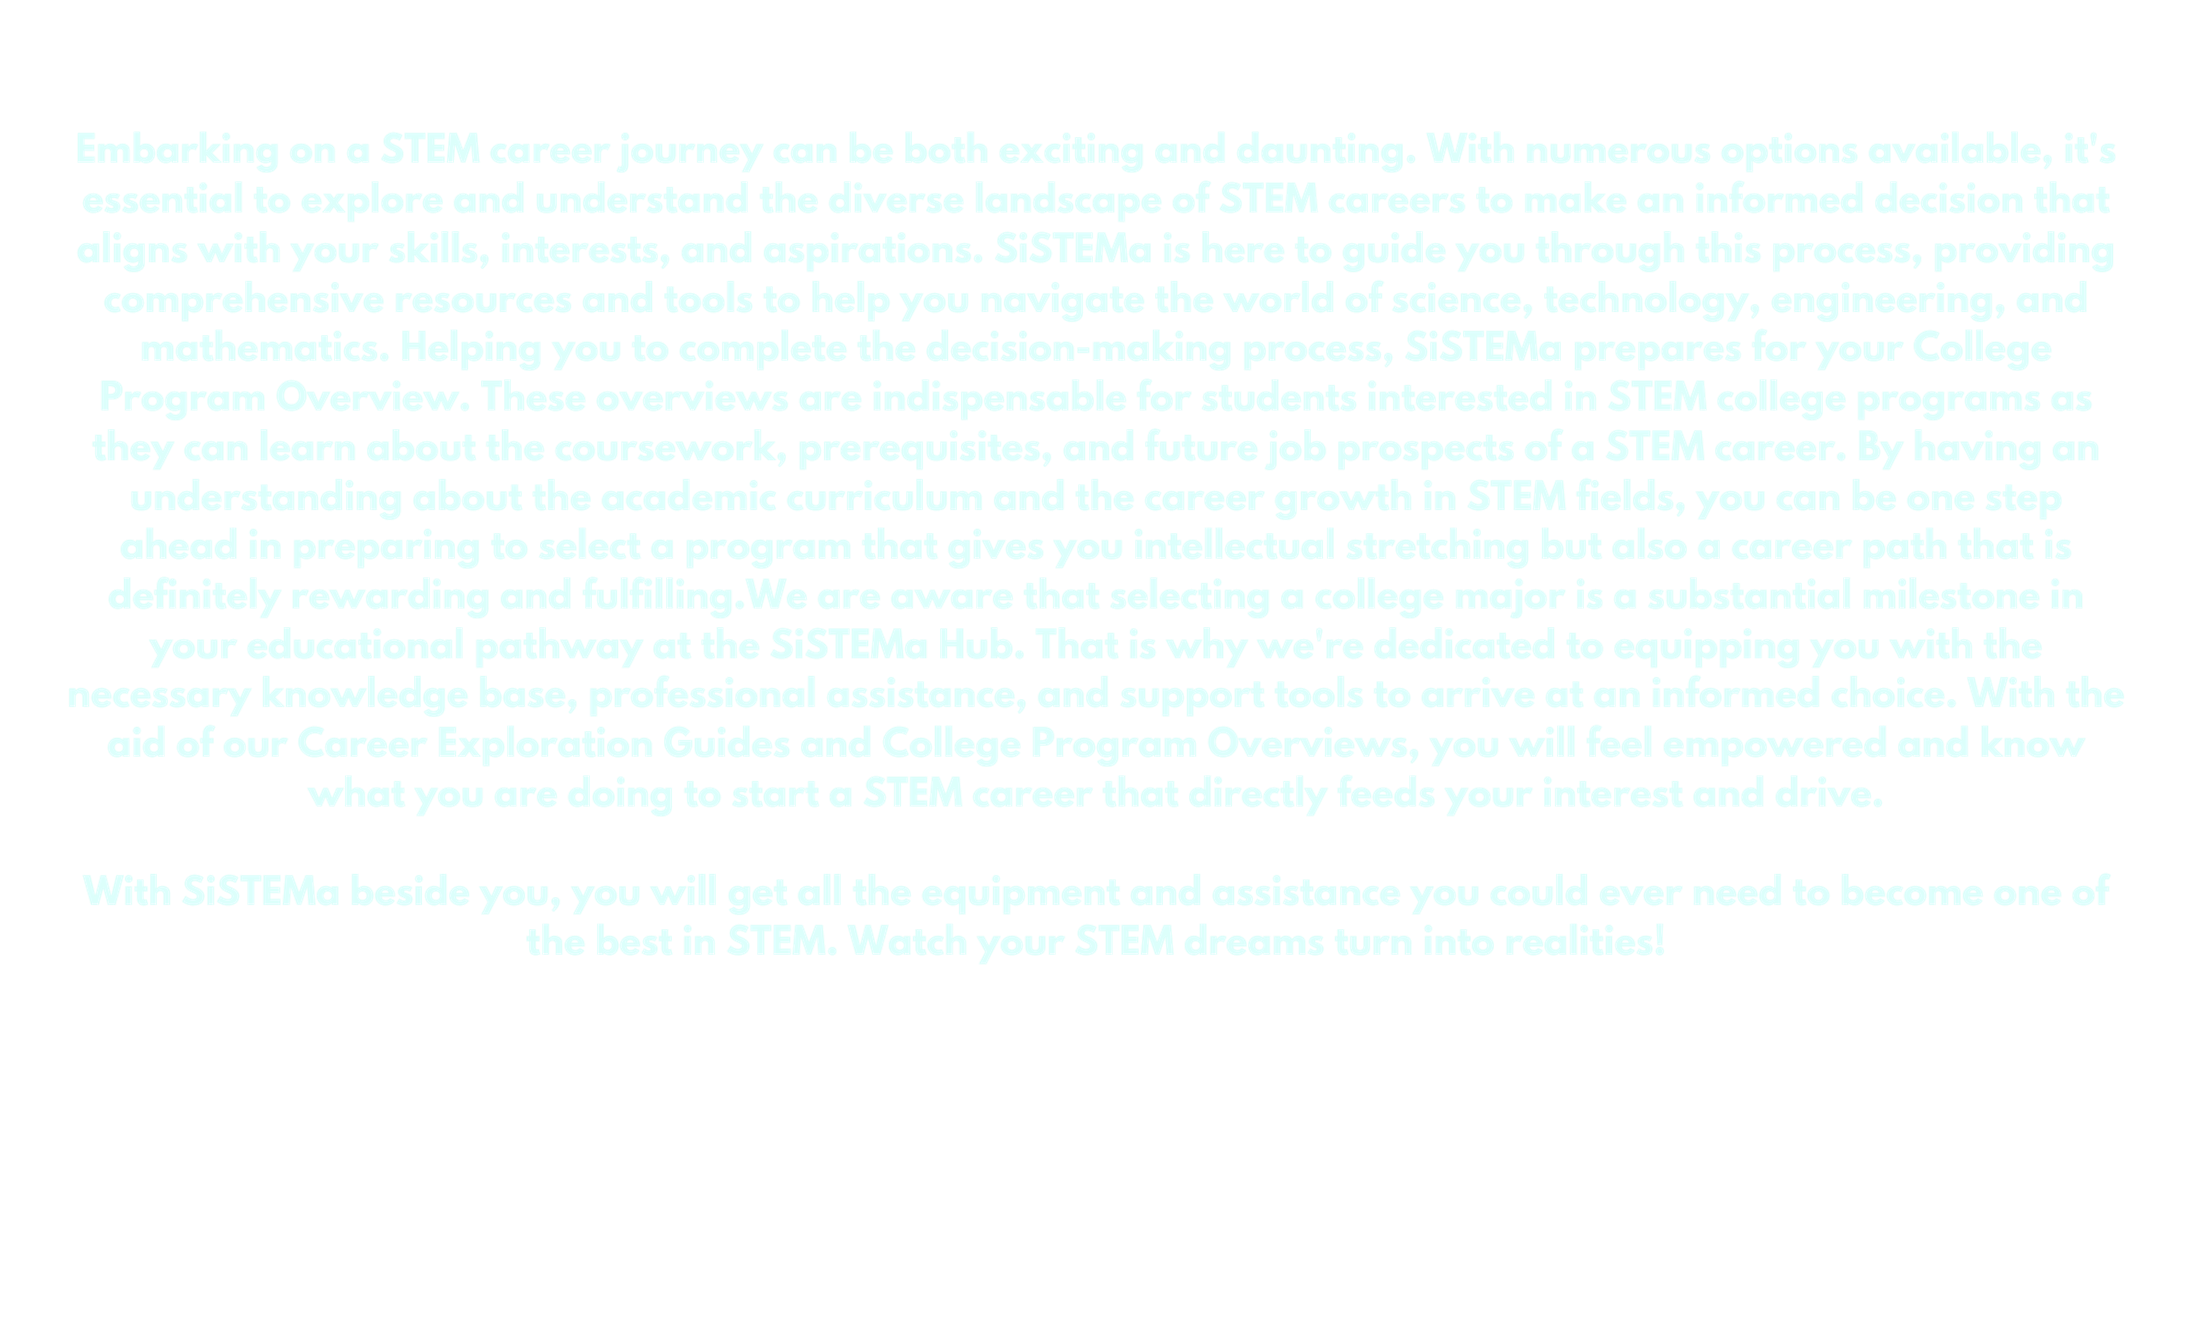 Embarking on a STEM career journey can be both exciting and daunting. With numerous options available, it's
essential to explore and understand the diverse landscape of STEM careers to make an informed decision that
aligns with your skills, interests, and aspirations. SiSTEMa is here to guide you through this process, providing
comprehensive resources and tools to help you navigate the world of science, technology, engineering, and
mathematics. Helping you to complete the decision-making process, SiSTEMa prepares for your College
Program Overview. These overviews are indispensable for students interested in STEM college programs as
they can learn about the coursework, prerequisites, and future job prospects of a STEM career. By having an
understanding about the academic curriculum and the career growth in STEM fields, you can be one step
ahead in preparing to select a program that gives you intellectual stretching but also a career path that is
definitely rewarding and fulfilling.We are aware that selecting a college major is a substantial milestone in
your educational pathway at the SiSTEMa Hub. That is why we're dedicated to equipping you with the
necessary knowledge base, professional assistance, and support tools to arrive at an informed choice. With the
aid of our Career Exploration Guides and College Program Overviews, you will feel empowered and know
what you are doing to start a STEM career that directly feeds your interest and drive.
With SiSTEMa beside you, you will get all the equipment and assistance you could ever need to become one of
the best in STEM. Watch your STEM dreams turn into realities!